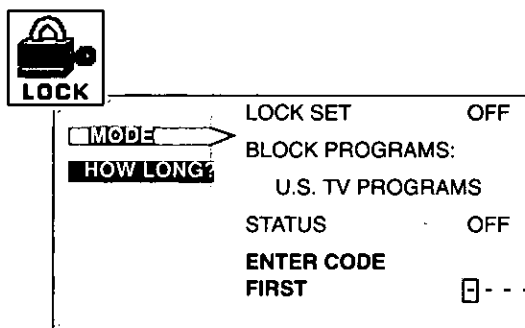 LOCK
LOCK SET OFF
MODE
BLOCK PROGRAMS:
HOW LONG?
U.S. TV PROGRAMS
STATUS OFF
ENTER CODE
FIRST - - - -